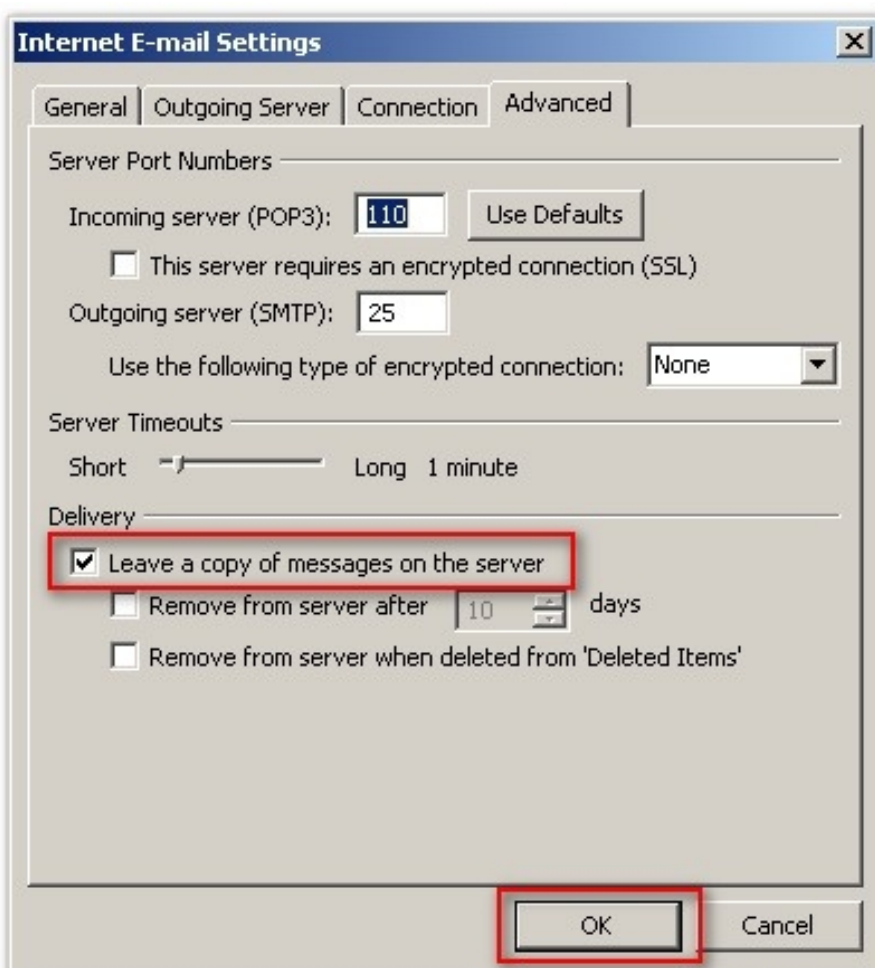 Internet E-mail Settings
General Outgoing Server Connection Advanced
Server Port Numbers
Incoming server (POP3): 110 Use Defaults
This server requires an encrypted connection (SSL)
Outgoing server (SMTP): 25
Use the following type of encrypted connection: None
Server Timeouts
Short Long 1 minute
Delivery
Leave a copy of messages on the server
Remove from server after 10 days
Remove from server when deleted from 'Deleted Items'
OK Cancel